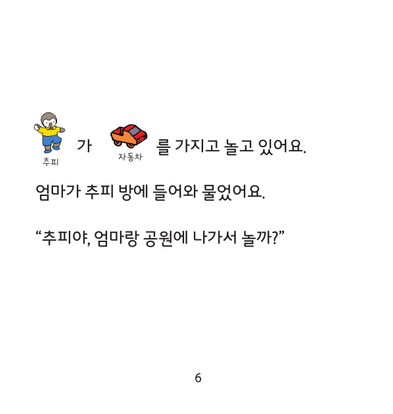 가 를 가지고 놀고 있어요.
추피 자동차
엄마가 추피 방에 들어와 물었어요.
“추피야, 엄마랑 공원에 나가서 놀까?”
6